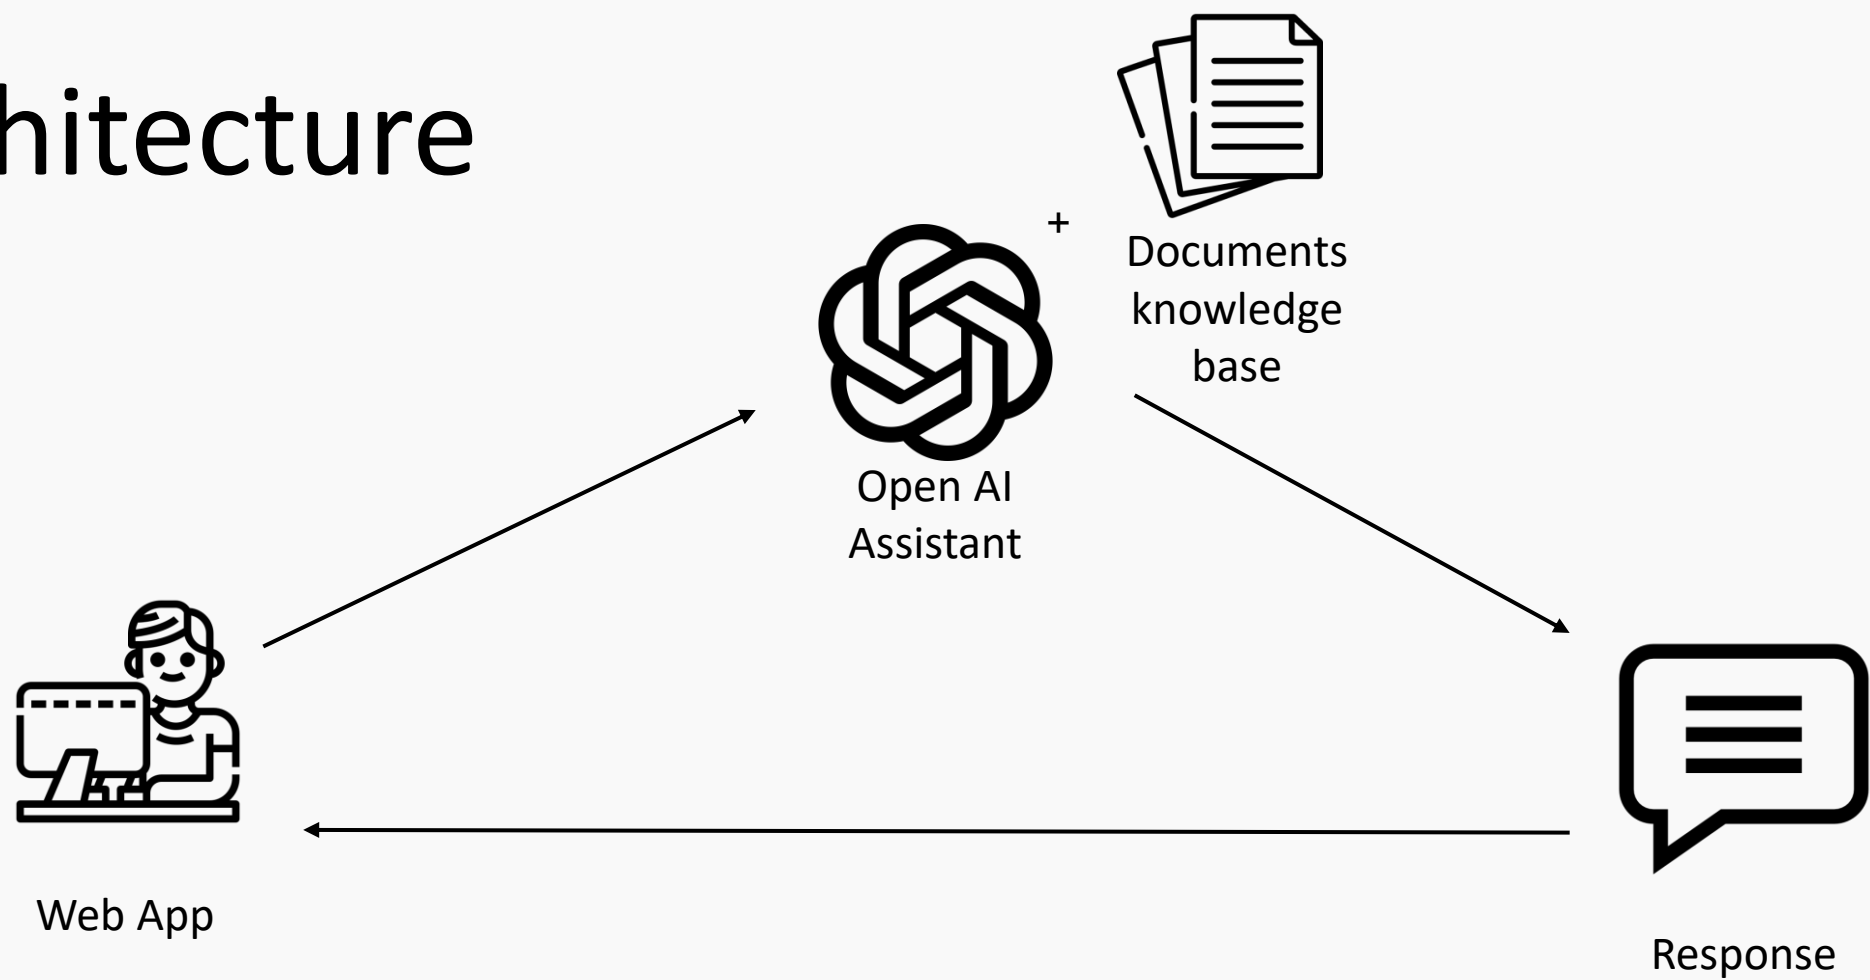 hitecture
+
Documents
knowledge
base
Open AI
Assistant
Web App
Response